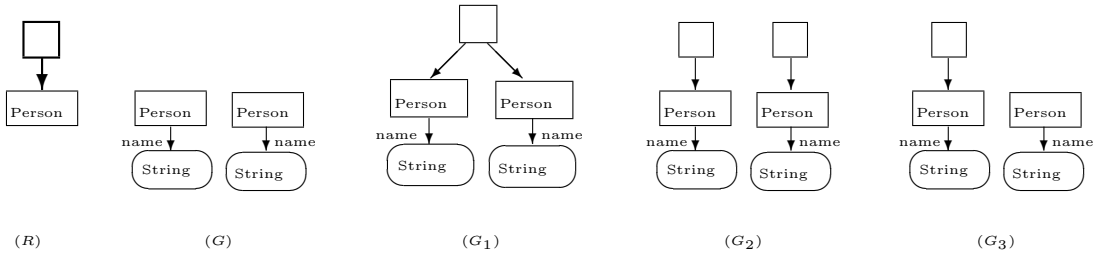 Person Person Person Person Person Person Person Person Person
name name name name name name name name
String String String String String String String String
(R) (G) (G1) (G2) (G3)